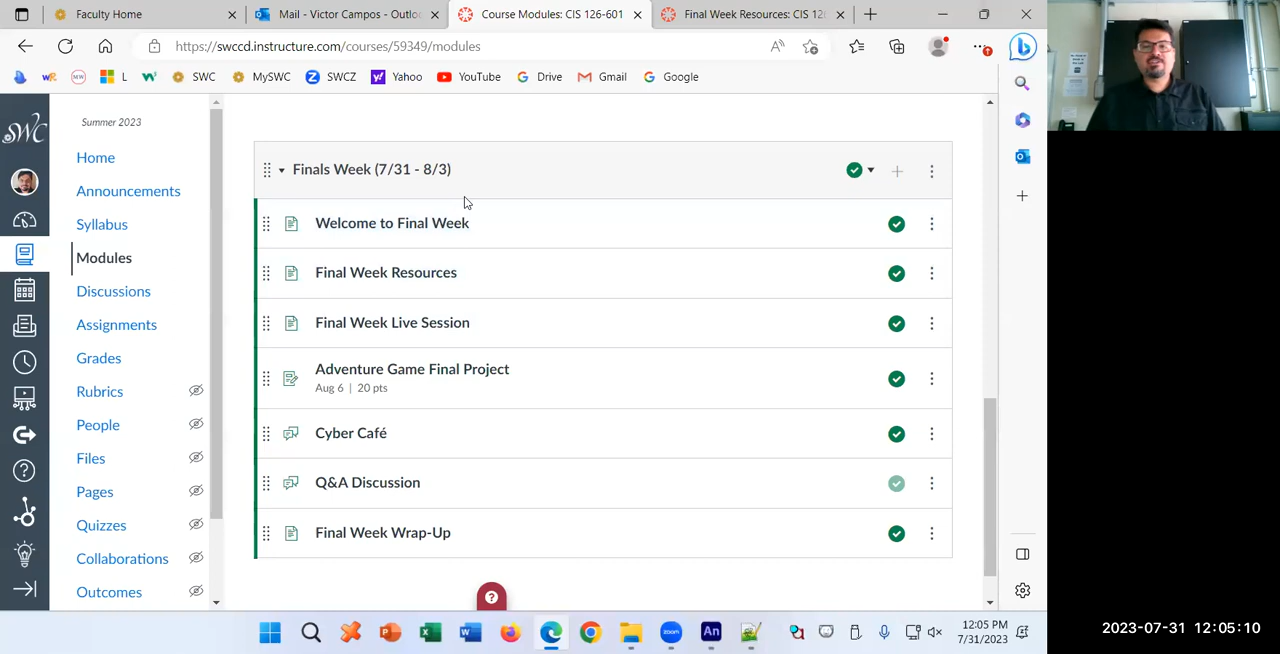 Faculty Home
Mail - Victor Campos - Outlo
Course Modules: CIS 126-601
Final Week Resources: CIS 12
https://swccd.instructure.com/courses/59349/modules
L
SWC
MySWC
SWCZ
Yahoo
YouTube
Drive
Gmail
Google
SWC
Summer 2023
Home
Announcements
Syllabus
Modules
Discussions
Assignments
Grades
Rubrics
People
Files
Pages
Quizzes
Collaborations
Outcomes
Finals Week (7/31 - 8/3)
Welcome to Final Week
Final Week Resources
Final Week Live Session
Adventure Game Final Project
Aug 6 | 20 pts
Cyber Café
Q&A Discussion
Final Week Wrap-Up
zoom
An
12:05 PM
7/31/2023
2023-07-31 12:05:10